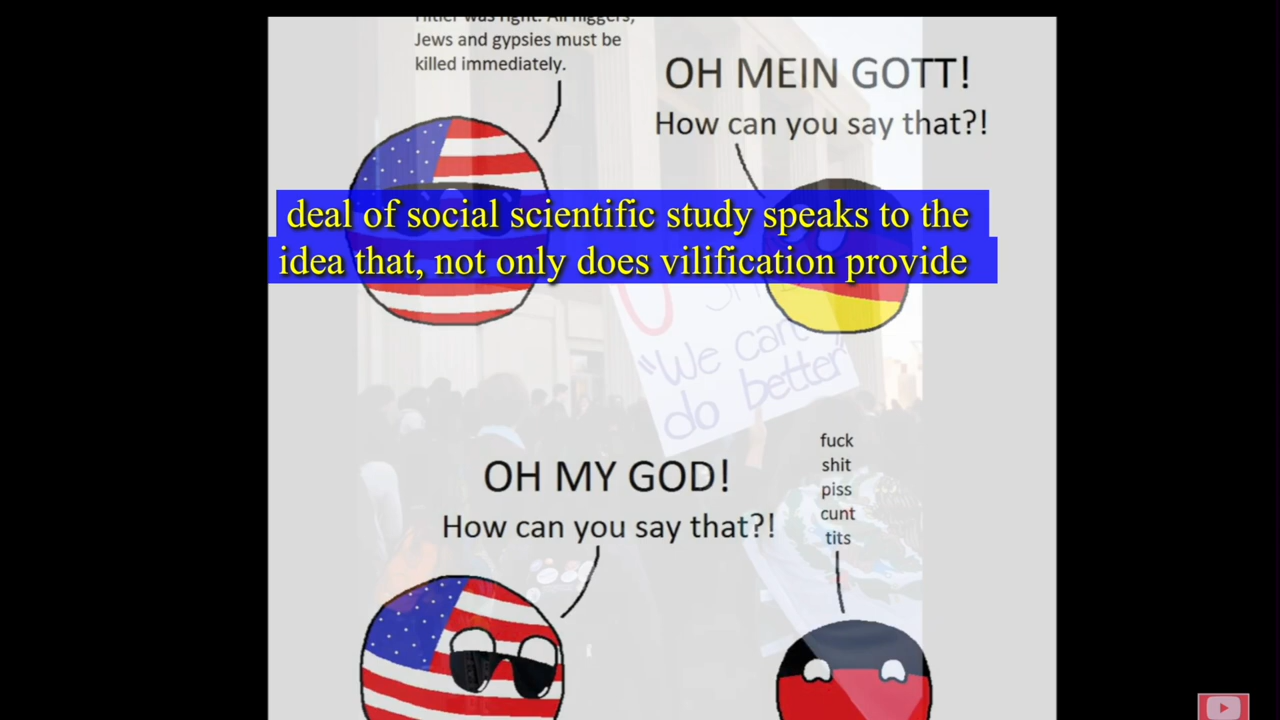 Hitler was right. All niggers,
Jews and gypsies must be
killed immediately.
OH MEIN GOTT!
How can you say that?!
deal of social scientific study speaks to the
idea that, not only does vilification provide
"We can
do better"
OH MY GOD!
How can you say that?!
fuck
shit
piss
cunt
tits